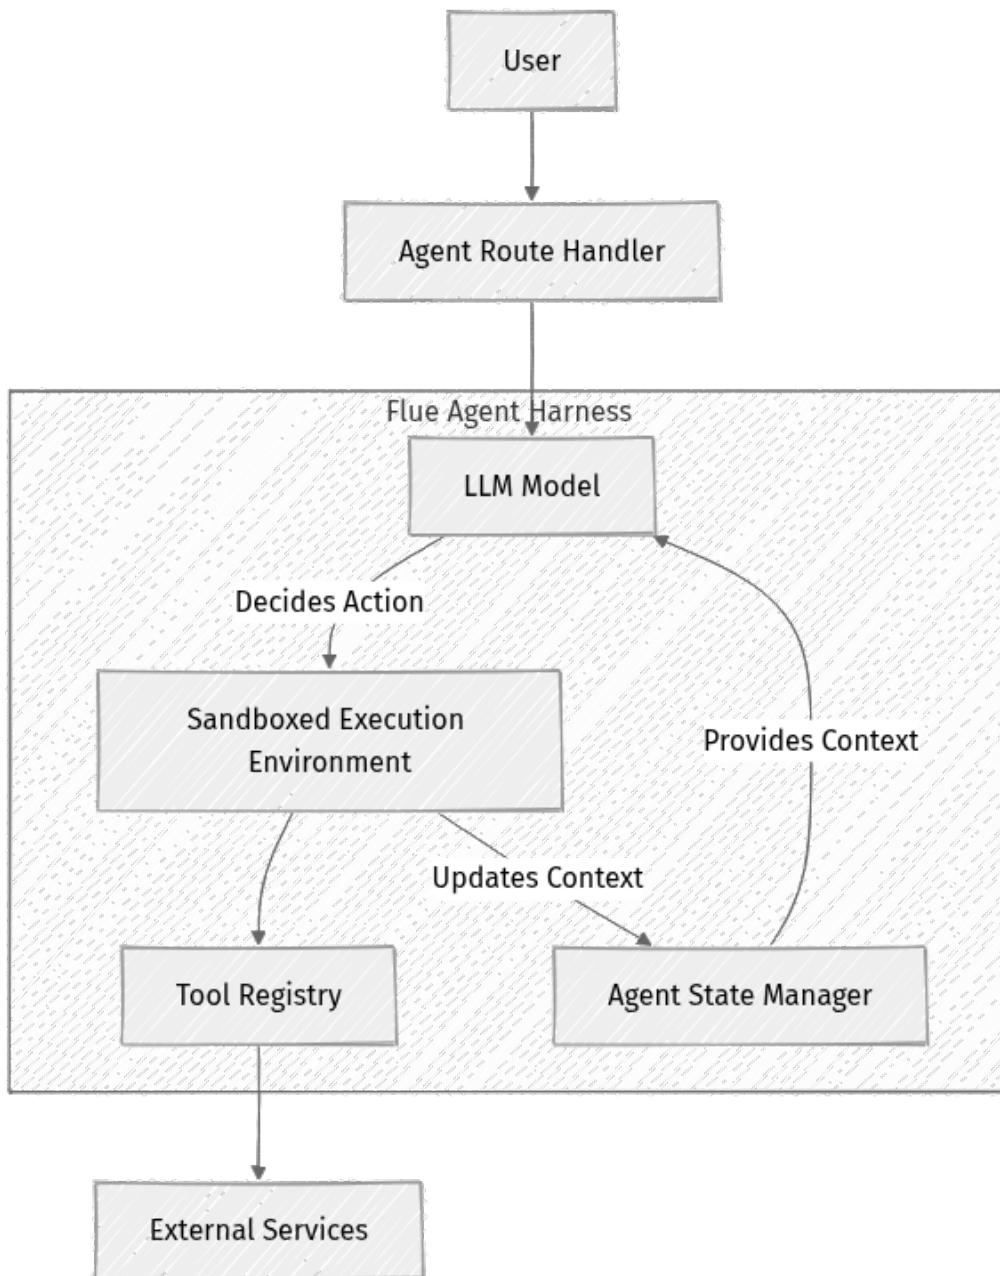 User
Agent Route Handler
Flue Agent Harness
LLM Model
Decides Action
Sandboxed Execution
Environment
Provides Context
Updates Context
Tool Registry
Agent State Manager
External Services